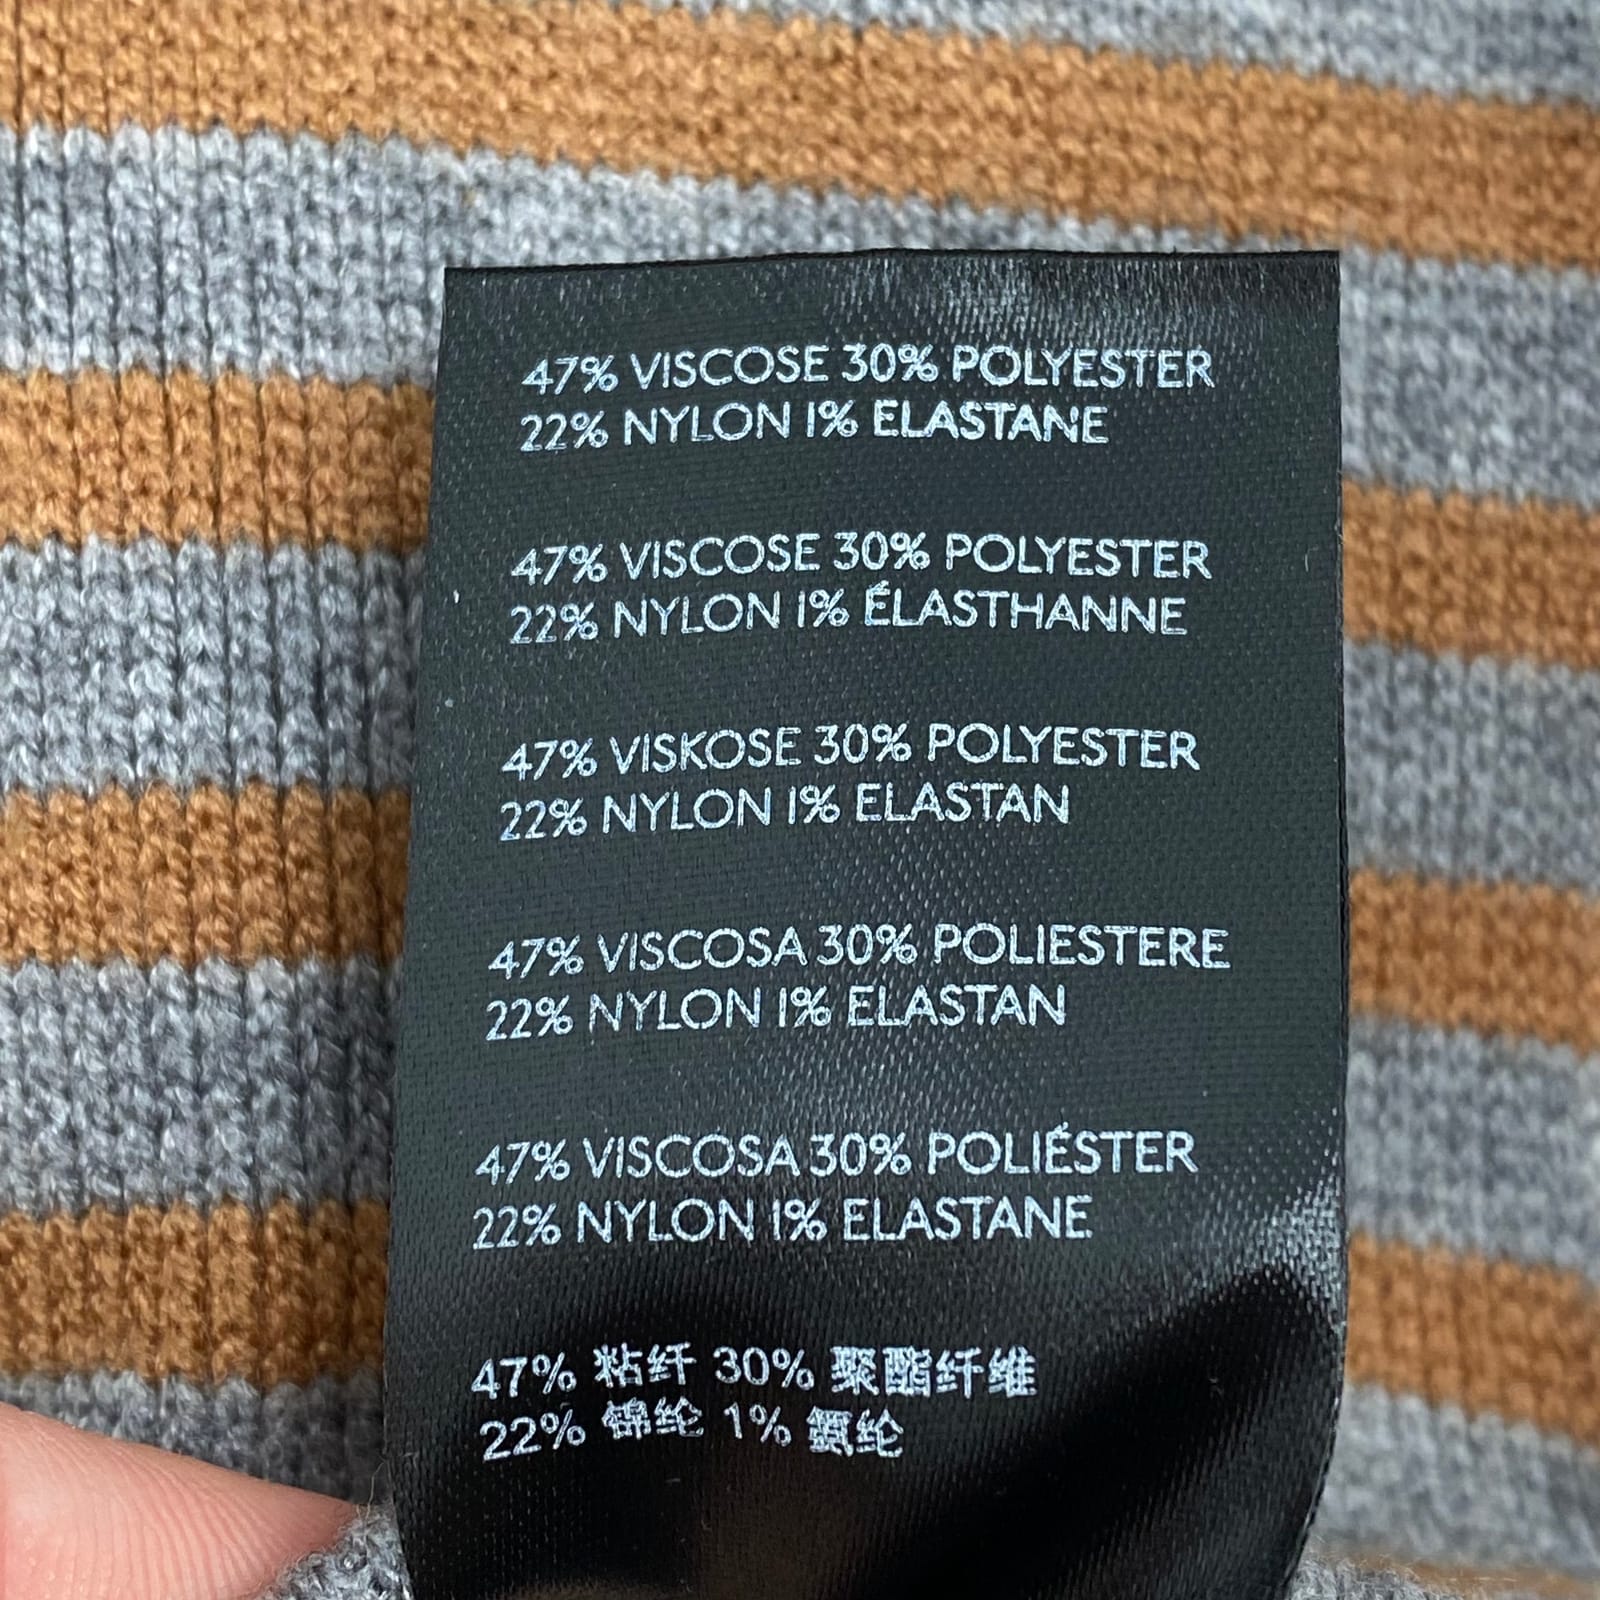 47% VISCOSE 30% POLYESTER
22% NYLON 1% ELASTANE
47% VISCOSE 30% POLYESTER
22% NYLON 1% ÉLASTHANNE
47% VISKOSE 30% POLYESTER
22% NYLON 1% ELASTAN
47% VISCOSA 30% POLIESTERE
22% NYLON 1% ELASTAN
47% VISCOSA 30% POLIÉSTER
22% NYLON 1% ELASTANE
47% 粘纤 30% 聚酯纤维
22% 锦纶 1% 氨纶